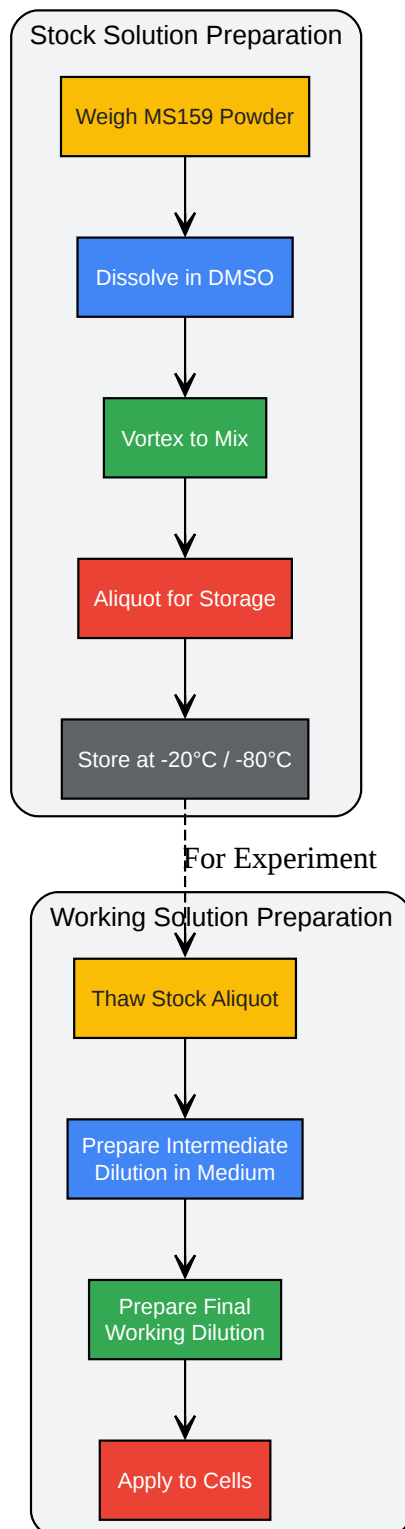 Stock Solution Preparation
Weigh MS159 Powder
Dissolve in DMSO
Vortex to Mix
Aliquot for Storage
Store at -20°C / -80°C
For Experiment
Working Solution Preparation
Thaw Stock Aliquot
Prepare Intermediate
Dilution in Medium
Prepare Final
Working Dilution
Apply to Cells